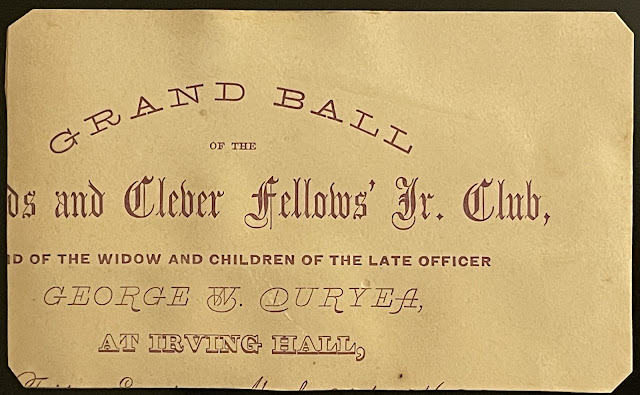 GRAND BALL
OF THE
ds and Clever Fellows' Jr. Club,
ID OF THE WIDOW AND CHILDREN OF THE LATE OFFICER
GEORGE W. DURYEA,
AT IRVING HALL,